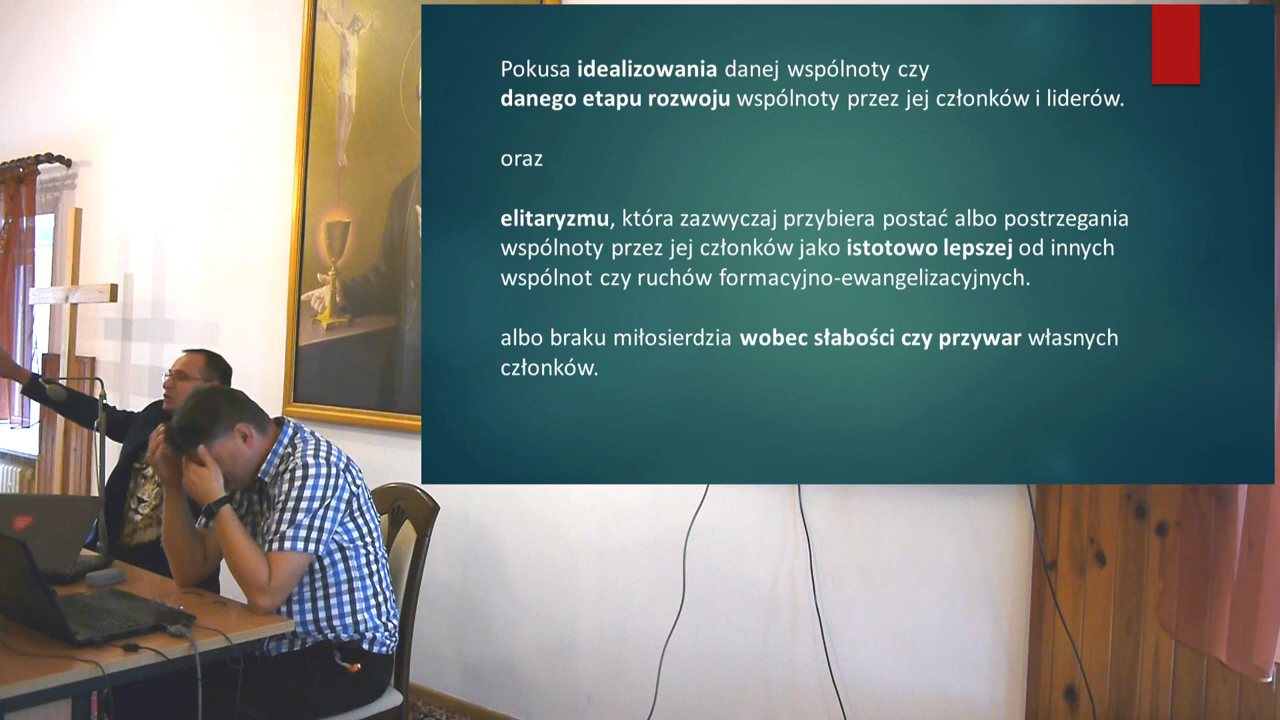 Pokusa idealizowania danej wspólnoty czy
danego etapu rozwoju wspólnoty przez jej członków i liderów.
oraz
elitaryzmu, która zazwyczaj przybiera postać albo postrzegania
wspólnoty przez jej członków jako istotowo lepszej od innych
wspólnot czy ruchów formacyjno-ewangelizacyjnych.
albo braku miłosierdzia wobec słabości czy przywar własnych
członków.